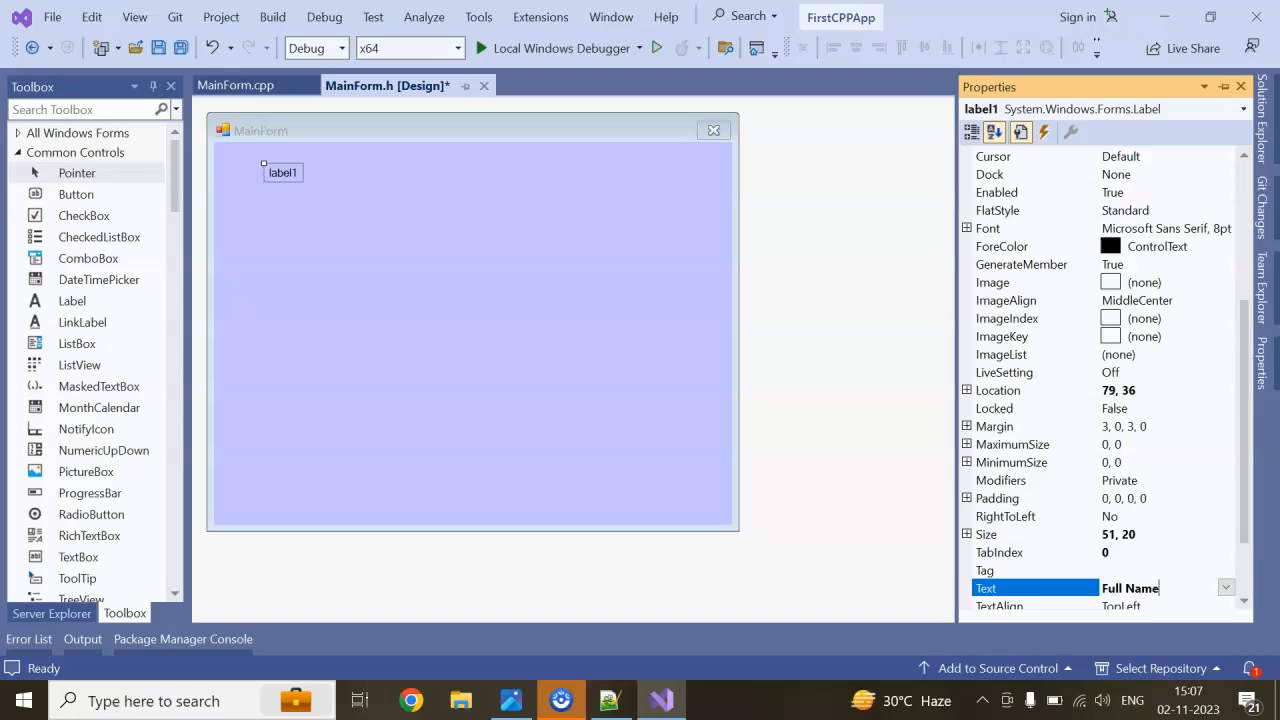 File Edit View Git Project Build Debug Test Analyze Tools Extensions Window Help Search FirstCPPApp Sign in
Debug x64 Local Windows Debugger Live Share
Toolbox
Search Toolbox
All Windows Forms
Common Controls
Pointer
Button
CheckBox
CheckedListBox
ComboBox
DateTimePicker
Label
LinkLabel
ListBox
ListView
MaskedTextBox
MonthCalendar
NotifyIcon
NumericUpDown
PictureBox
ProgressBar
RadioButton
RichTextBox
TextBox
ToolTip
TreeView
Server Explorer Toolbox
MainForm.cpp MainForm.h [Design]*
MainForm
label1
Properties
label1 System.Windows.Forms.Label
Cursor Default
Dock None
Enabled True
FlatStyle Standard
Font Microsoft Sans Serif, 8pt
ForeColor ControlText
GenerateMember True
Image (none)
ImageAlign MiddleCenter
ImageIndex (none)
ImageKey (none)
ImageList (none)
LiveSetting Off
Location 79, 36
Locked False
Margin 3, 0, 3, 0
MaximumSize 0, 0
MinimumSize 0, 0
Modifiers Private
Padding 0, 0, 0, 0
RightToLeft No
Size 51, 20
TabIndex 0
Tag
Text Full Name
TextAlign TopLeft
Solution Explorer
Git Changes
Team Explorer
Properties
Error List Output Package Manager Console
Ready Add to Source Control Select Repository 1
Type here to search 30°C Haze ENG 15:07
02-11-2023 21